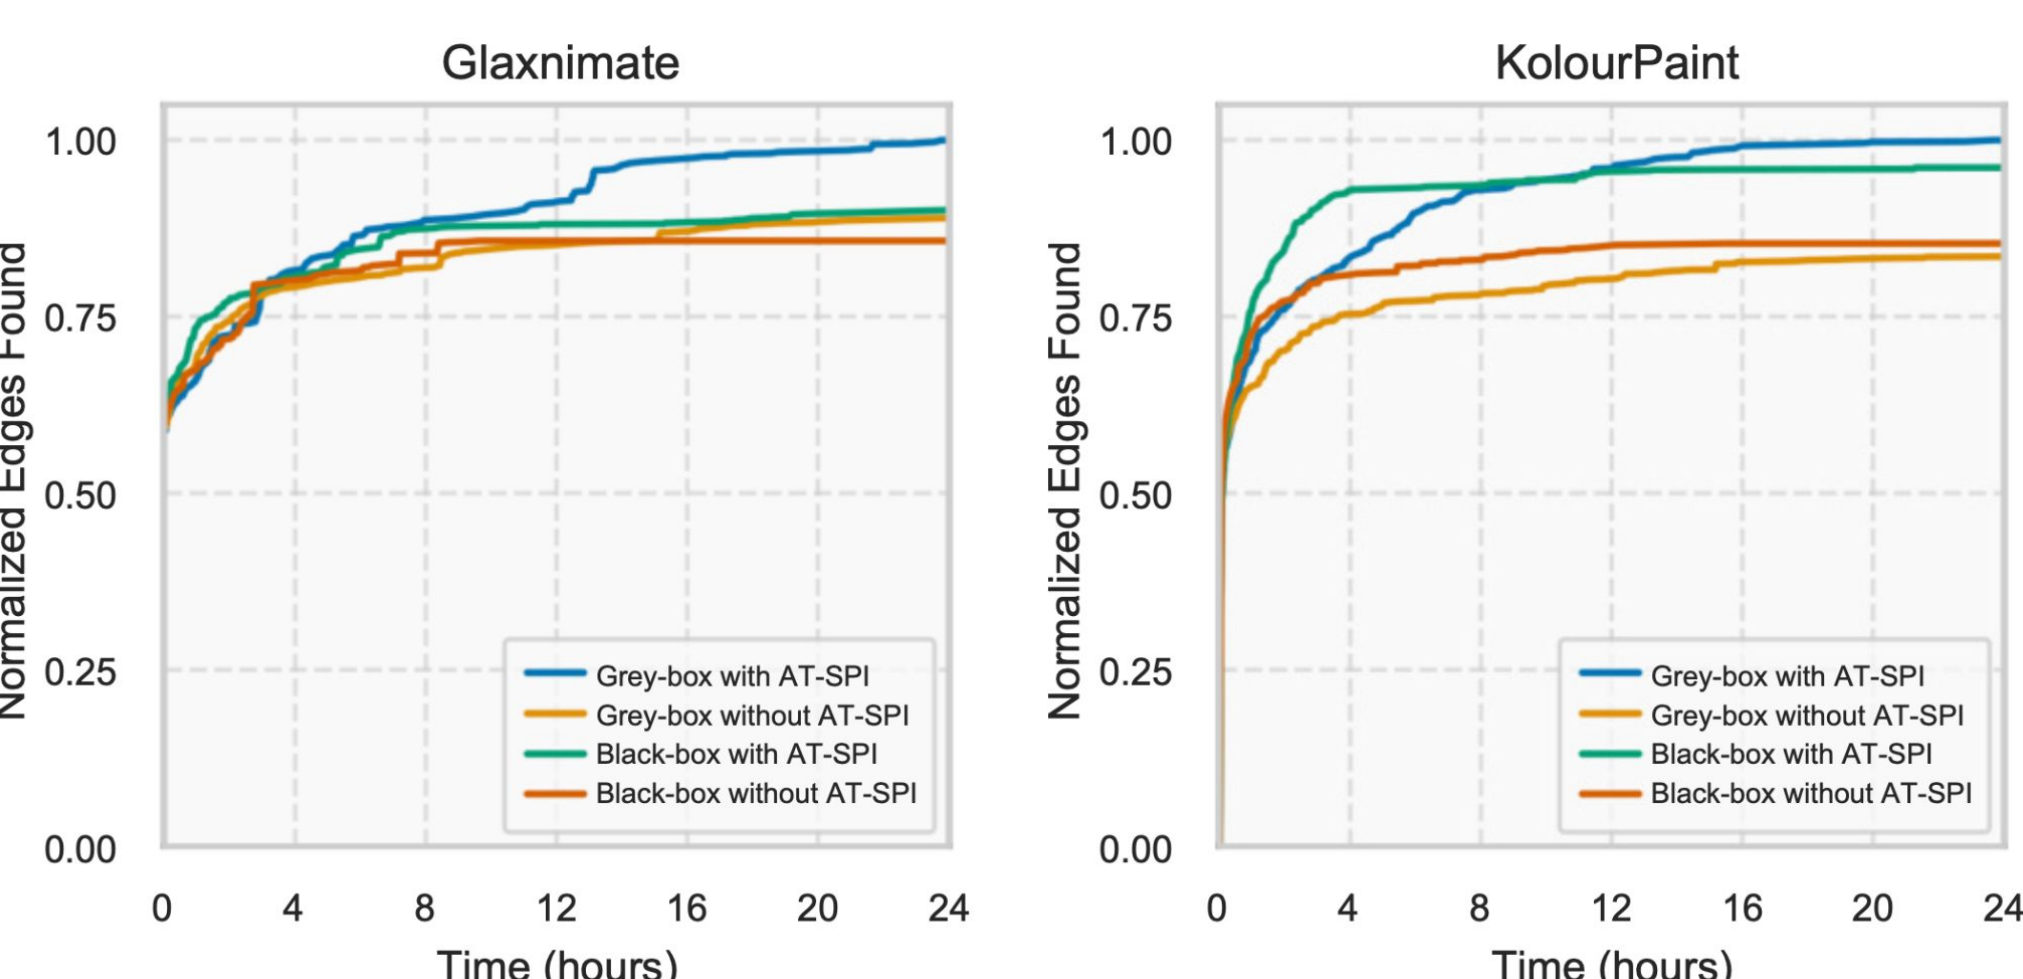 Glaxnimate
Normalized Edges Found
1.00
0.75
0.50
0.25
0.00
Grey-box with AT-SPI
Grey-box without AT-SPI
Black-box with AT-SPI
Black-box without AT-SPI
0 4 8 12 16 20 24
Time (hours)
KolourPaint
Normalized Edges Found
1.00
0.75
0.50
0.25
0.00
Grey-box with AT-SPI
Grey-box without AT-SPI
Black-box with AT-SPI
Black-box without AT-SPI
0 4 8 12 16 20 24
Time (hours)